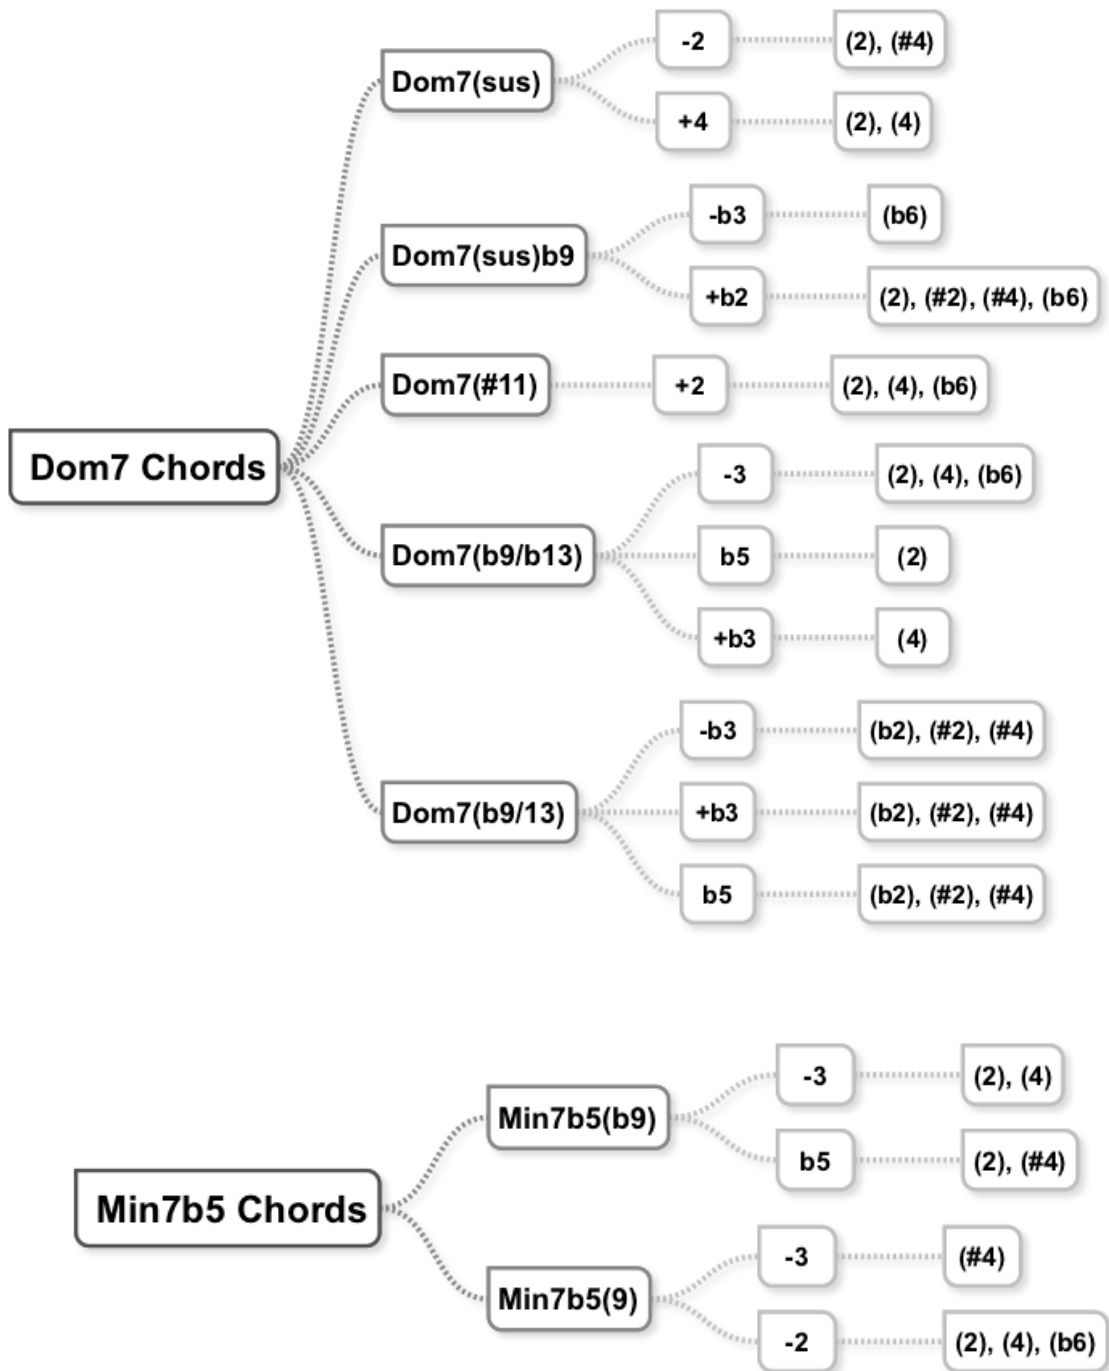 Dom7 Chords
Dom7(sus)
-2
(2), (#4)
+4
(2), (4)
Dom7(sus)b9
-b3
(b6)
+b2
(2), (#2), (#4), (b6)
Dom7(#11)
+2
(2), (4), (b6)
Dom7(b9/b13)
-3
(2), (4), (b6)
b5
(2)
+b3
(4)
Dom7(b9/13)
-b3
(b2), (#2), (#4)
+b3
(b2), (#2), (#4)
b5
(b2), (#2), (#4)
Min7b5 Chords
Min7b5(b9)
-3
(2), (4)
b5
(2), (#4)
Min7b5(9)
-3
(#4)
-2
(2), (4), (b6)